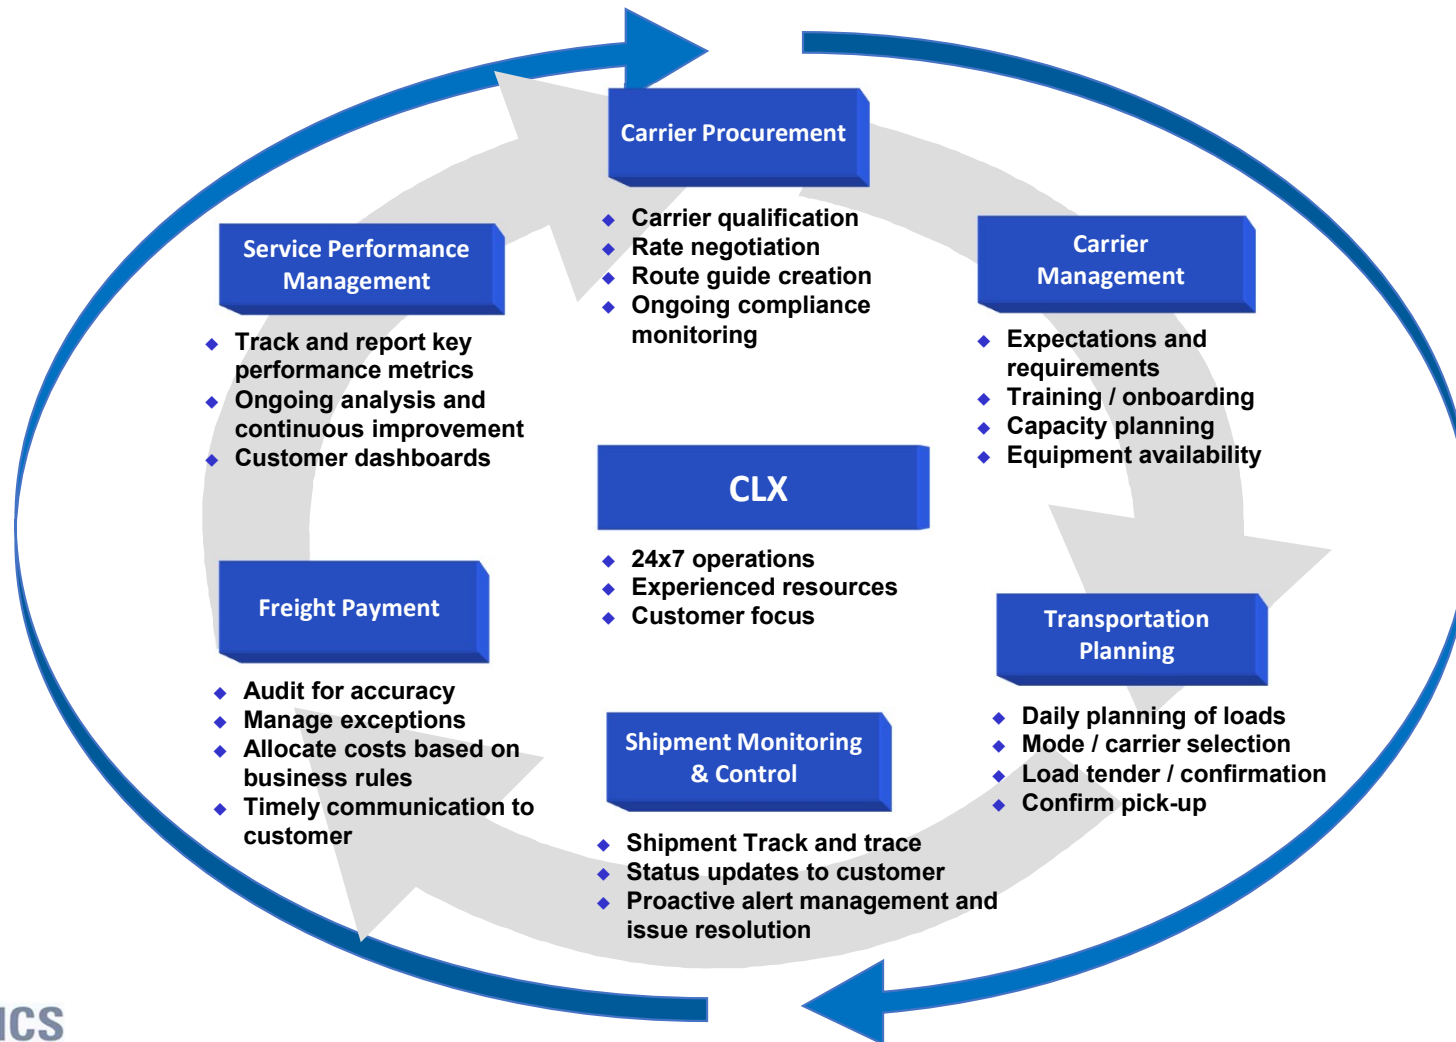 Carrier Procurement
Carrier qualification
Rate negotiation
Route guide creation
Ongoing compliance
monitoring
Carrier
Management
Expectations and
requirements
Training / onboarding
Capacity planning
Equipment availability
Transportation
Planning
Daily planning of loads
Mode / carrier selection
Load tender / confirmation
Confirm pick-up
Shipment Monitoring
& Control
Shipment Track and trace
Status updates to customer
Proactive alert management and
issue resolution
Freight Payment
Audit for accuracy
Manage exceptions
Allocate costs based on
business rules
Timely communication to
customer
Service Performance
Management
Track and report key
performance metrics
Ongoing analysis and
continuous improvement
Customer dashboards
CLX
24x7 operations
Experienced resources
Customer focus